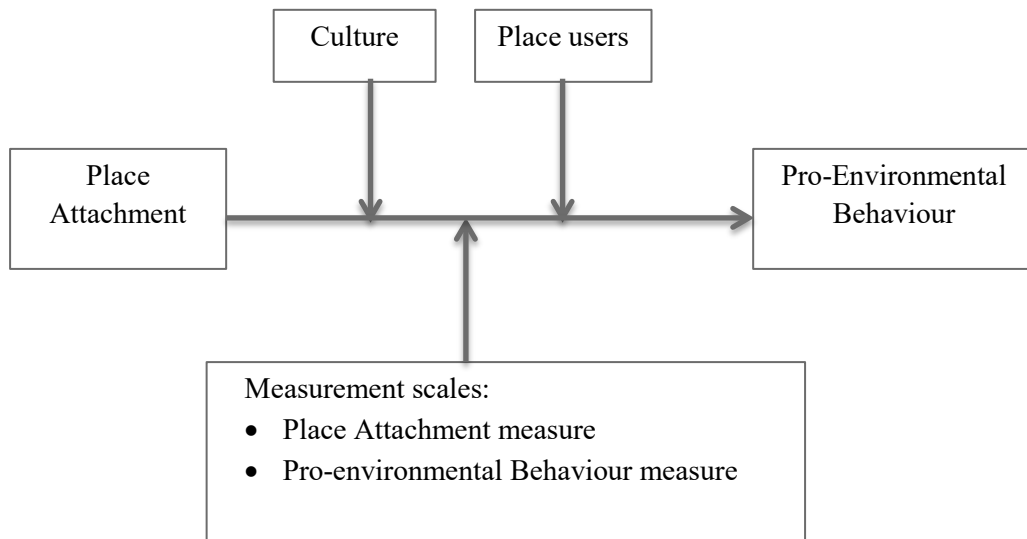 Culture
Place users
Place
Attachment
Pro-Environmental
Behaviour
Measurement scales:
• Place Attachment measure
• Pro-environmental Behaviour measure